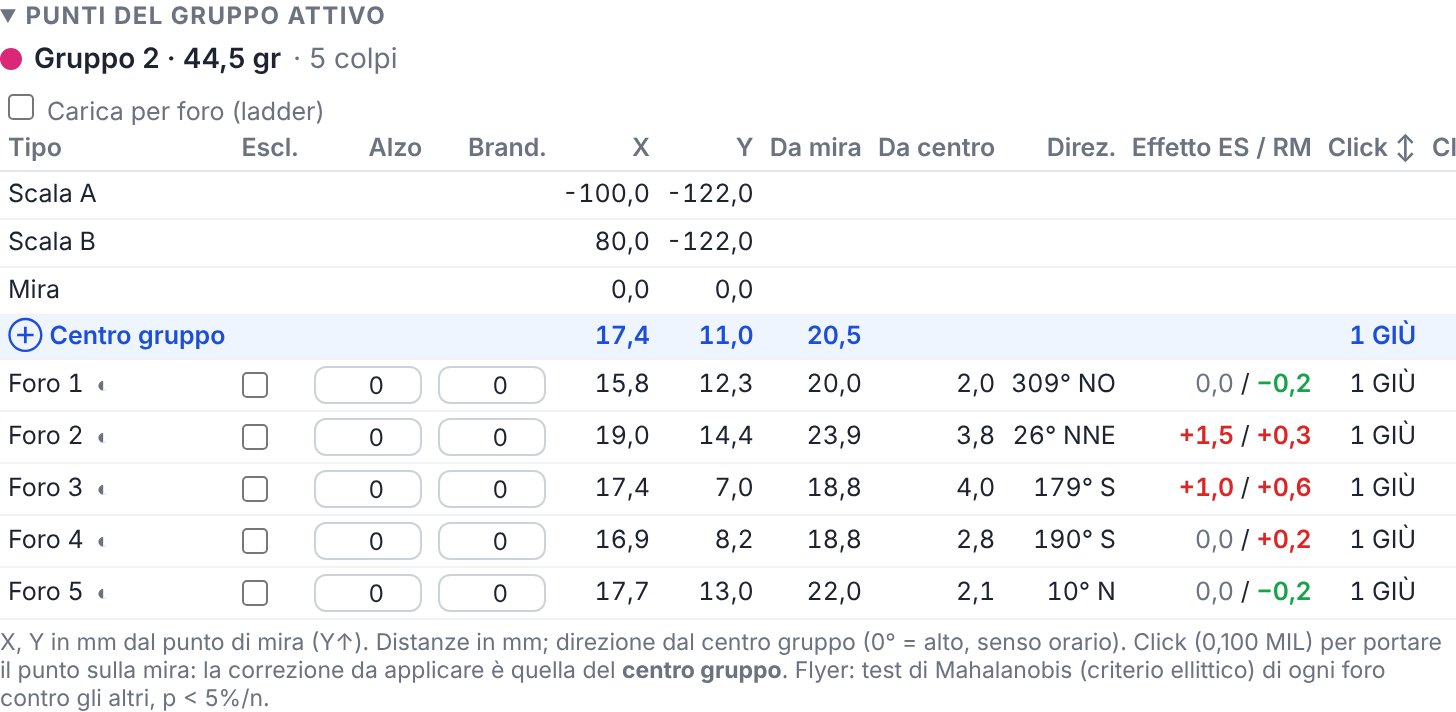 ▼ PUNTI DEL GRUPPO ATTIVO
Gruppo 2 · 44,5 gr · 5 colpi
Carica per foro (ladder)
Tipo Escl. Alzo Brand. X Y Da mira Da centro Direz. Effetto ES / RM Click ↕ Cl
Scala A -100,0 -122,0
Scala B 80,0 -122,0
Mira 0,0 0,0
Centro gruppo 17,4 11,0 20,5 1 GIÙ
Foro 1 0 0 15,8 12,3 20,0 2,0 309° NO 0,0 / −0,2 1 GIÙ
Foro 2 0 0 19,0 14,4 23,9 3,8 26° NNE +1,5 / +0,3 1 GIÙ
Foro 3 0 0 17,4 7,0 18,8 4,0 179° S +1,0 / +0,6 1 GIÙ
Foro 4 0 0 16,9 8,2 18,8 2,8 190° S 0,0 / +0,2 1 GIÙ
Foro 5 0 0 17,7 13,0 22,0 2,1 10° N 0,0 / −0,2 1 GIÙ
X, Y in mm dal punto di mira (Y↑). Distanze in mm; direzione dal centro gruppo (0° = alto, senso orario). Click (0,100 MIL) per portare
il punto sulla mira: la correzione da applicare è quella del centro gruppo. Flyer: test di Mahalanobis (criterio ellittico) di ogni foro
contro gli altri, p < 5%/n.